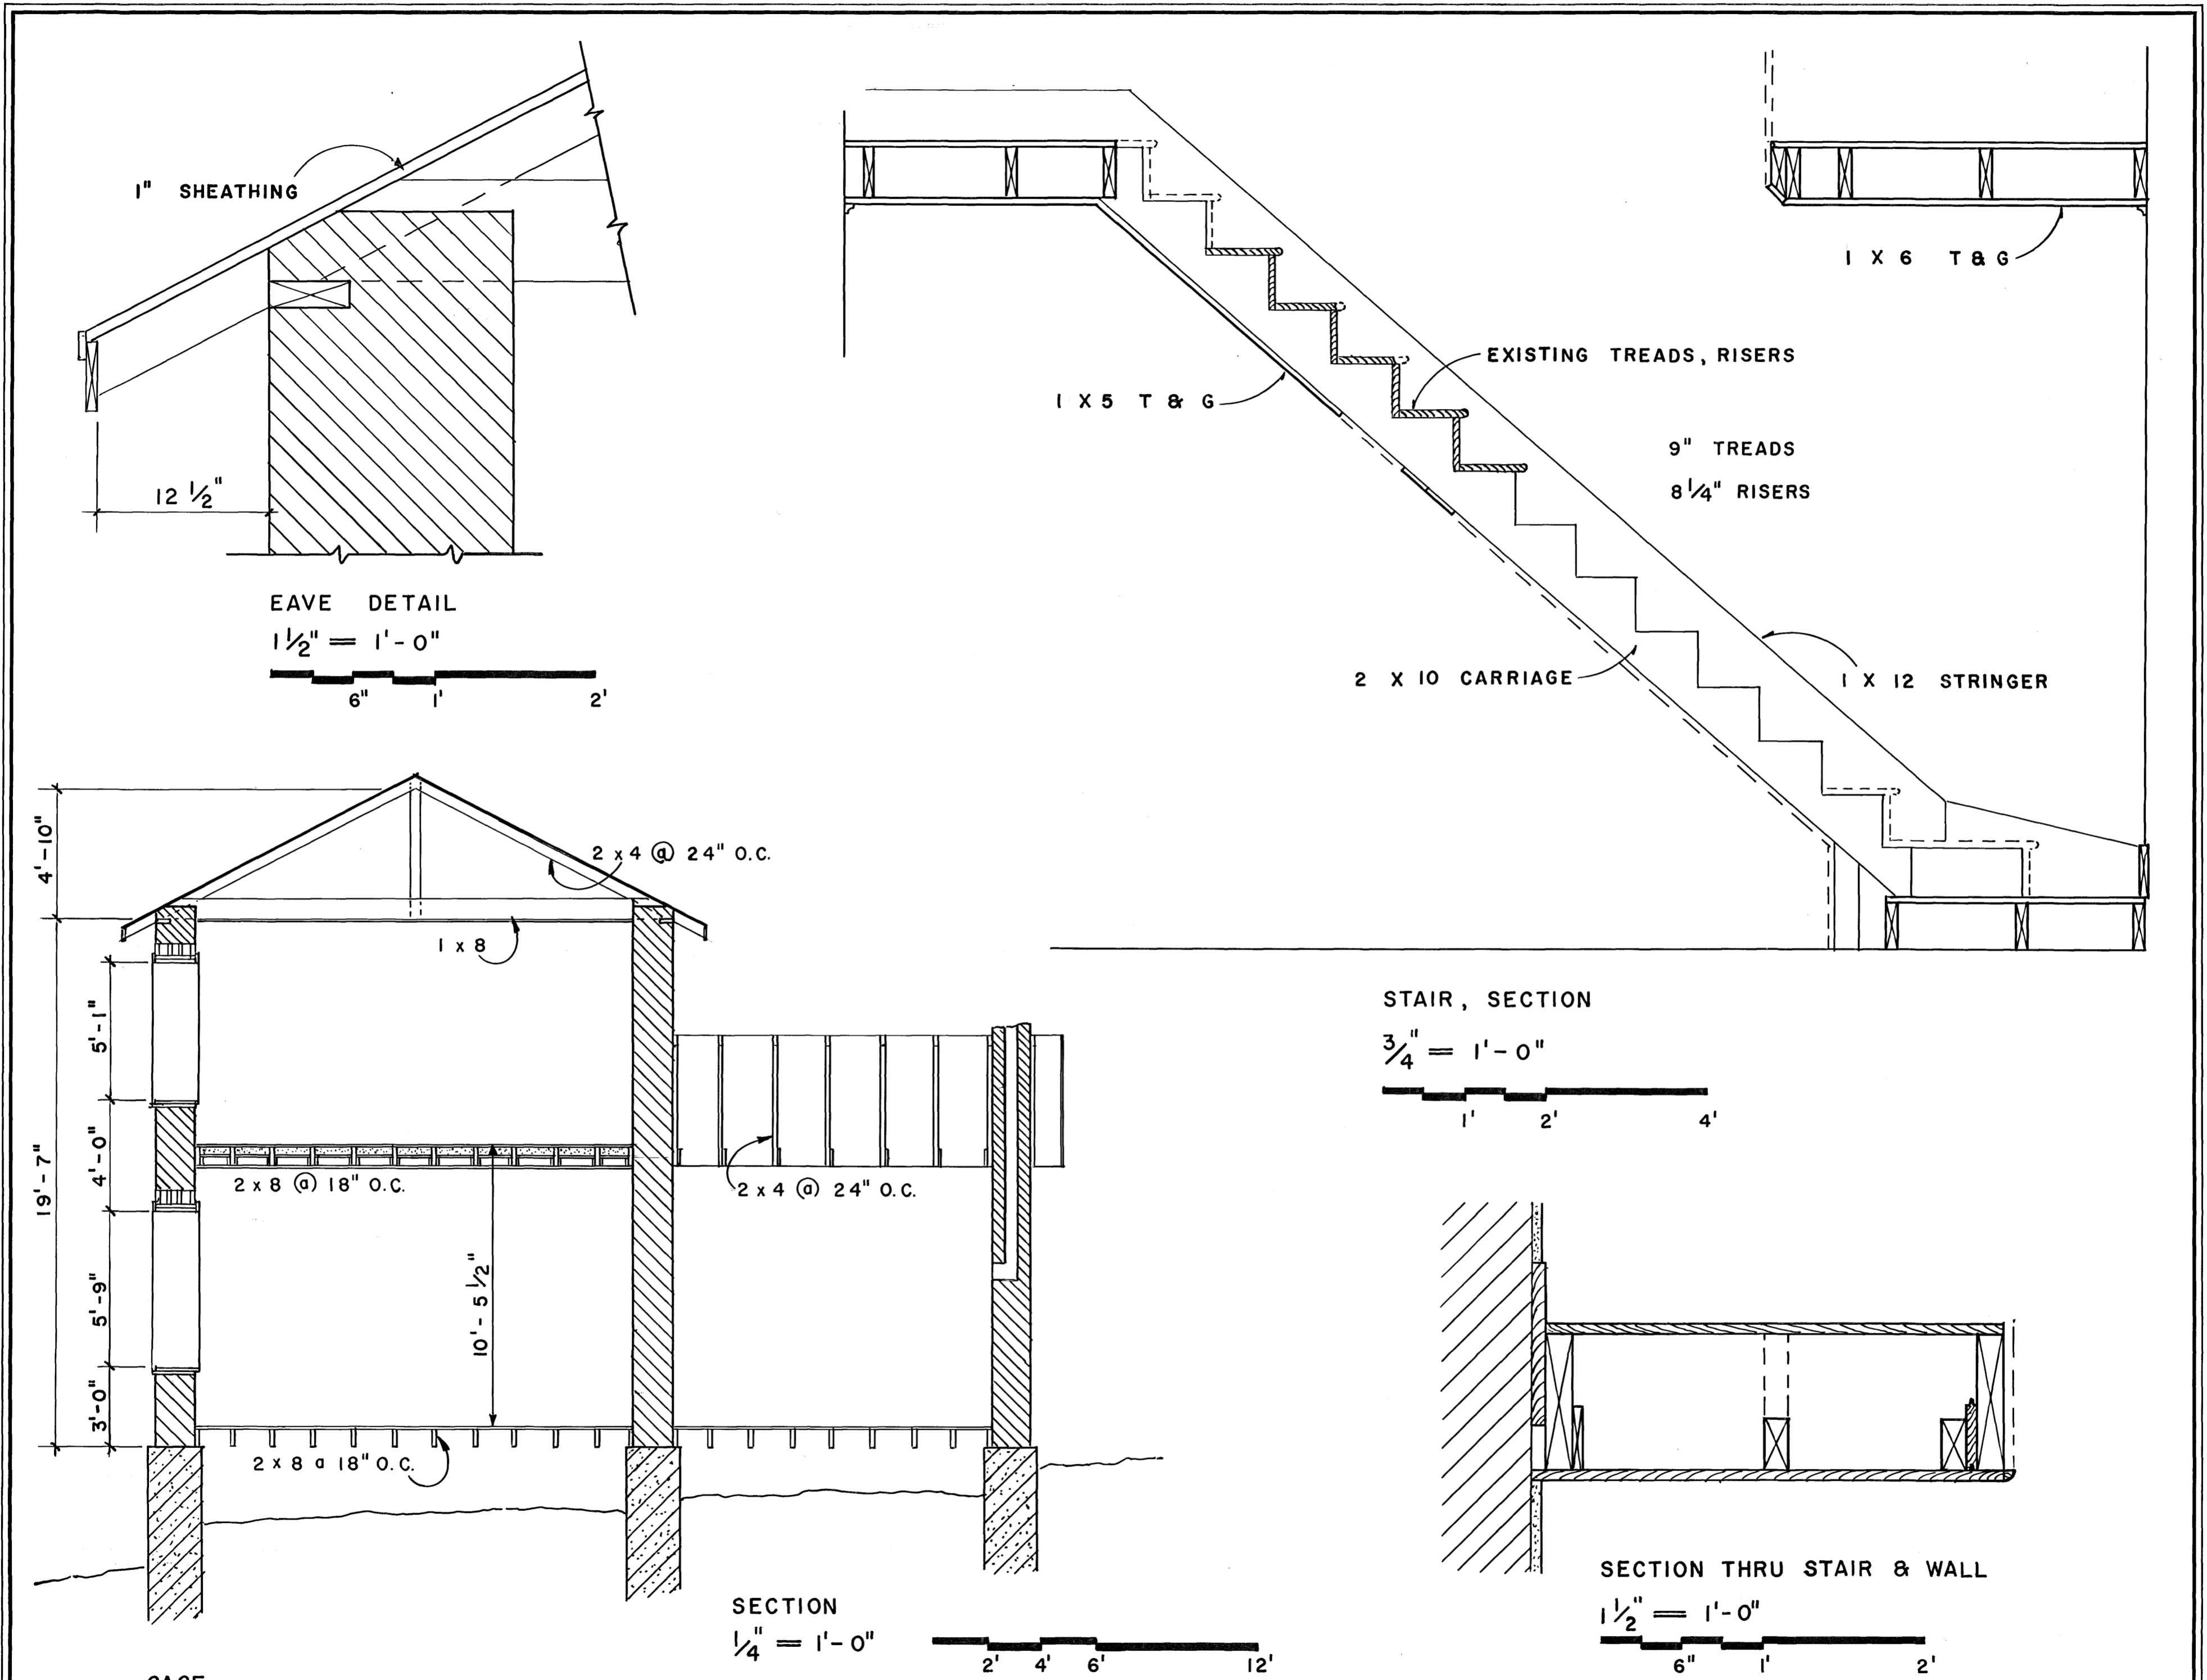 1" SHEATHING
12 1/2"
EAVE DETAIL
1 1/2" = 1'-0"
6" 1' 2'
1 X 6 T & G
EXISTING TREADS, RISERS
1 X 5 T & G
9" TREADS
8 1/4" RISERS
2 X 10 CARRIAGE
1 X 12 STRINGER
STAIR, SECTION
3/4" = 1'-0"
1' 2' 4'
4'-10"
19'-7"
5'-1"
4'-0"
5'-9"
3'-0"
2 x 4 @ 24" O.C.
1 x 8
2 x 8 @ 18" O.C.
2 x 4 @ 24" O.C.
10'-5 1/2"
2 x 8 a 18" O.C.
SECTION
1/4" = 1'-0"
2' 4' 6' 12'
SECTION THRU STAIR & WALL
1 1/2" = 1'-0"
6" 1' 2'